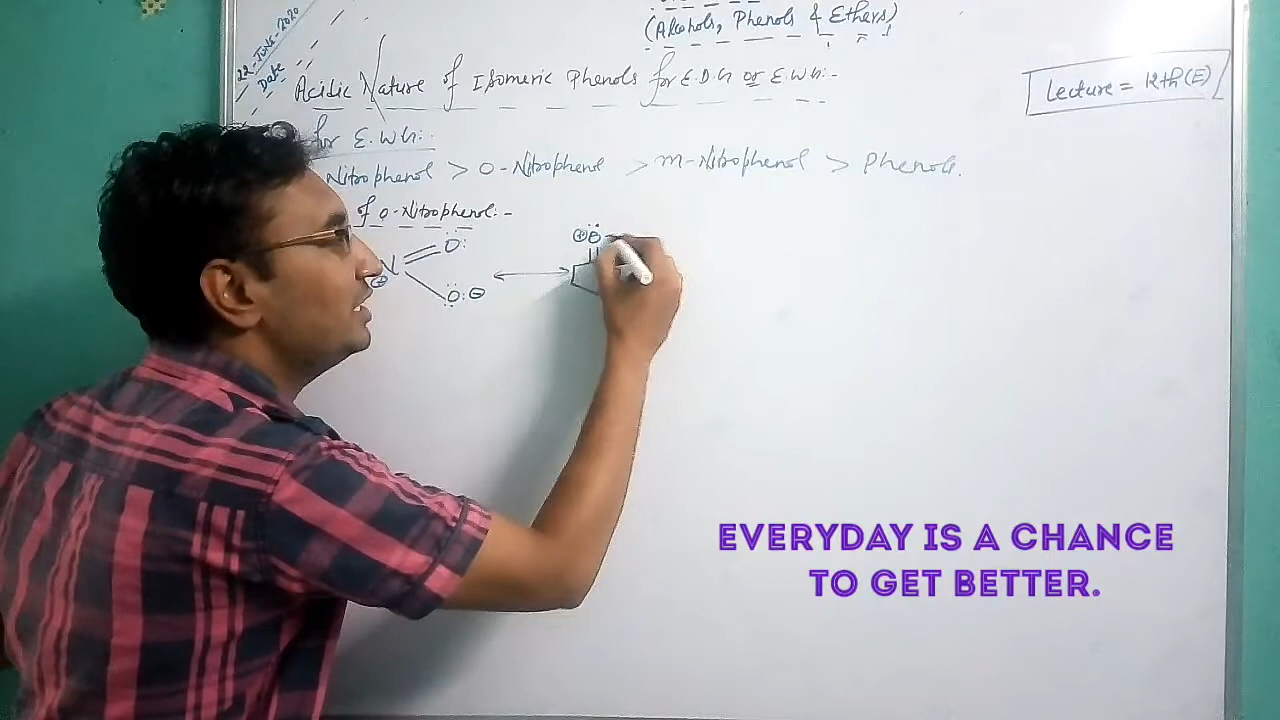 22-JUNE-2020
Date
(Alcohols, Phenols & Ethers)
Acidic Nature of Isomeric Phenols for E.D.G or E.W.G:-
Lecture = 12th(E)
for E.W.G:-
Nitrophenol > O-Nitrophenol > m-Nitrophenol > Phenols.
of O-Nitrophenol:-
EVERYDAY IS A CHANCE
TO GET BETTER.